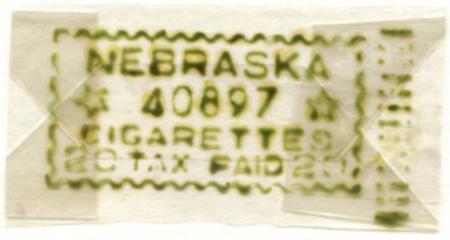 NEBRASKA
☆ 40897 ☆
CIGARETTES
20 TAX PAID 20